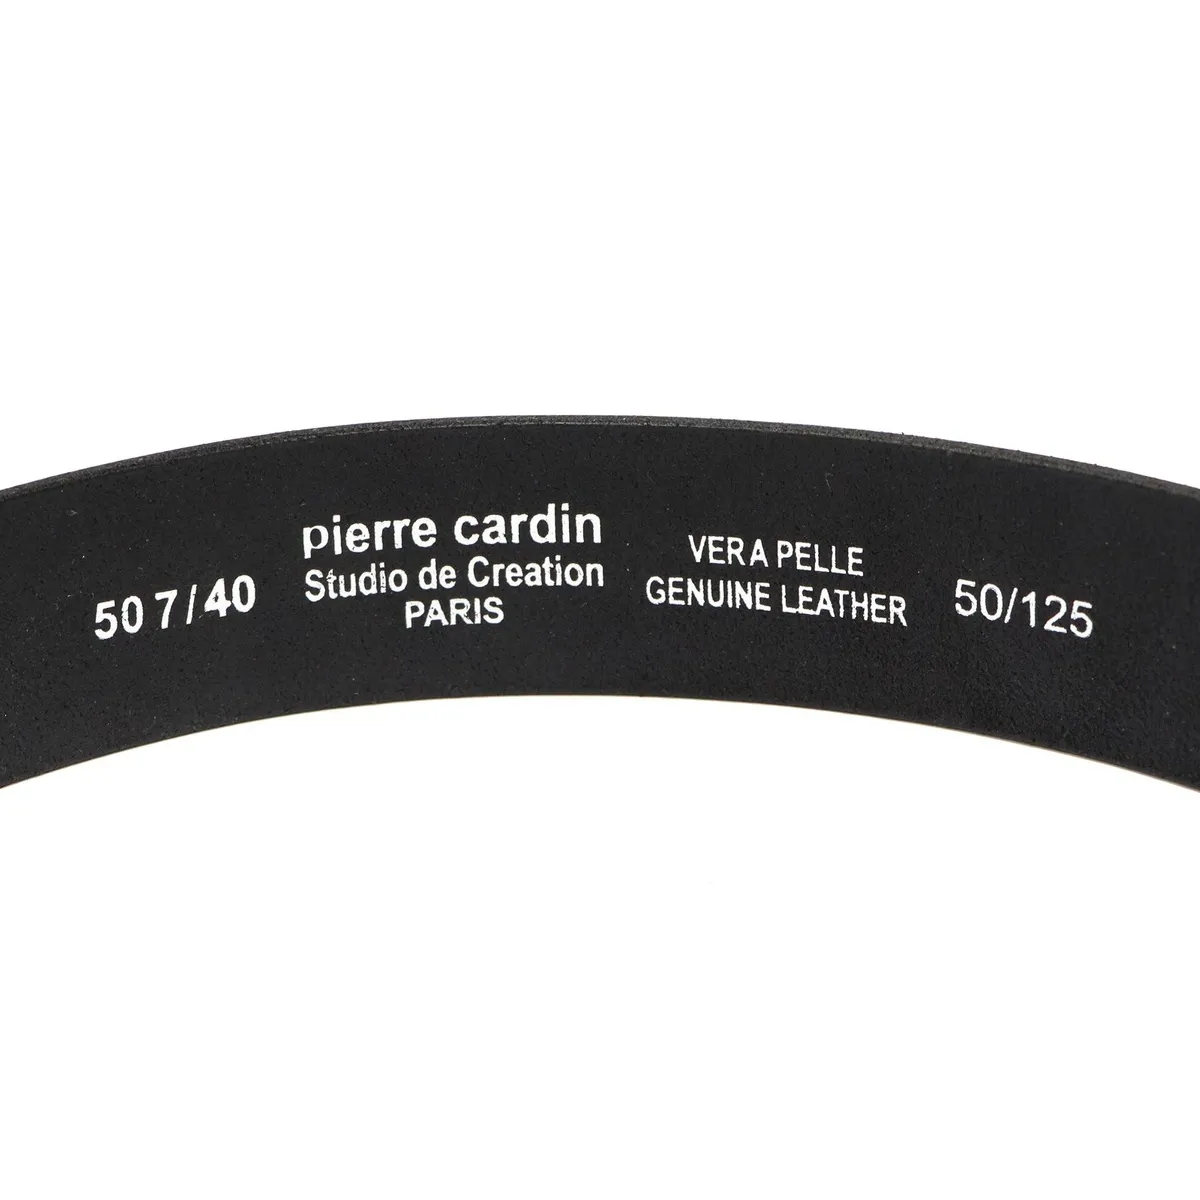 50 7/40
pierre cardin
Studio de Creation
PARIS
VERA PELLE
GENUINE LEATHER
50/125